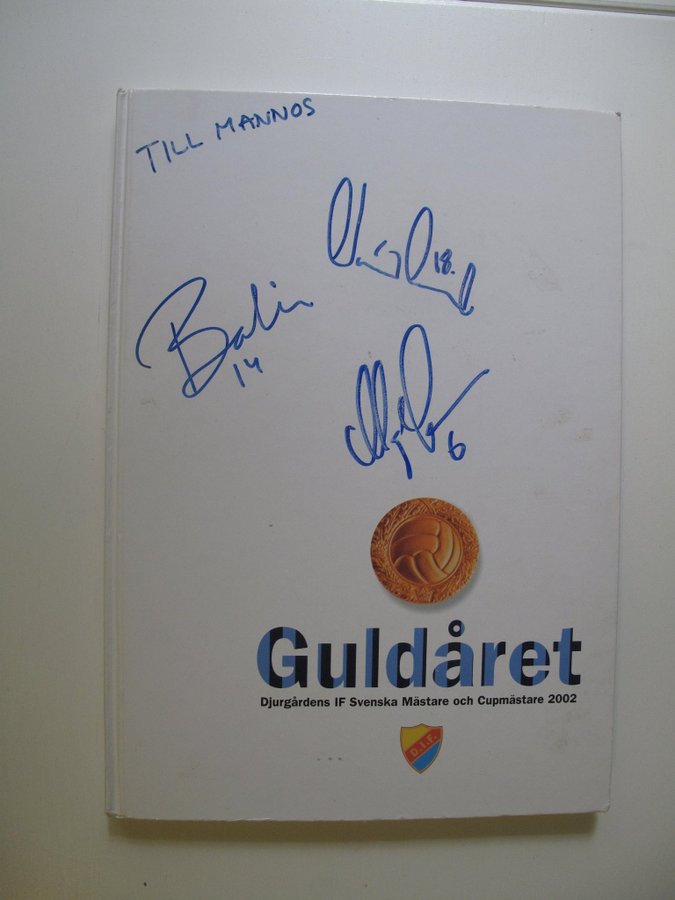 TILL MANNOS
18.
14
6
Guldåret
Djurgårdens IF Svenska Mästare och Cupmästare 2002
D.I.F.